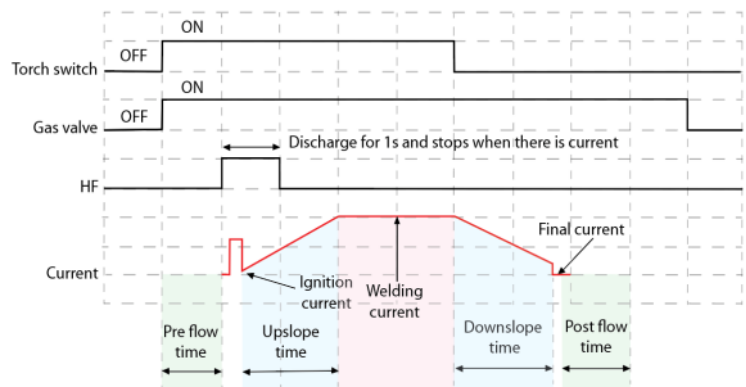 ON
OFF
Torch switch
ON
OFF
Gas valve
Discharge for 1s and stops when there is current
HF
Final current
Current
Ignition
current
Welding
current
Pre flow
time
Upslope
time
Downslope
time
Post flow
time